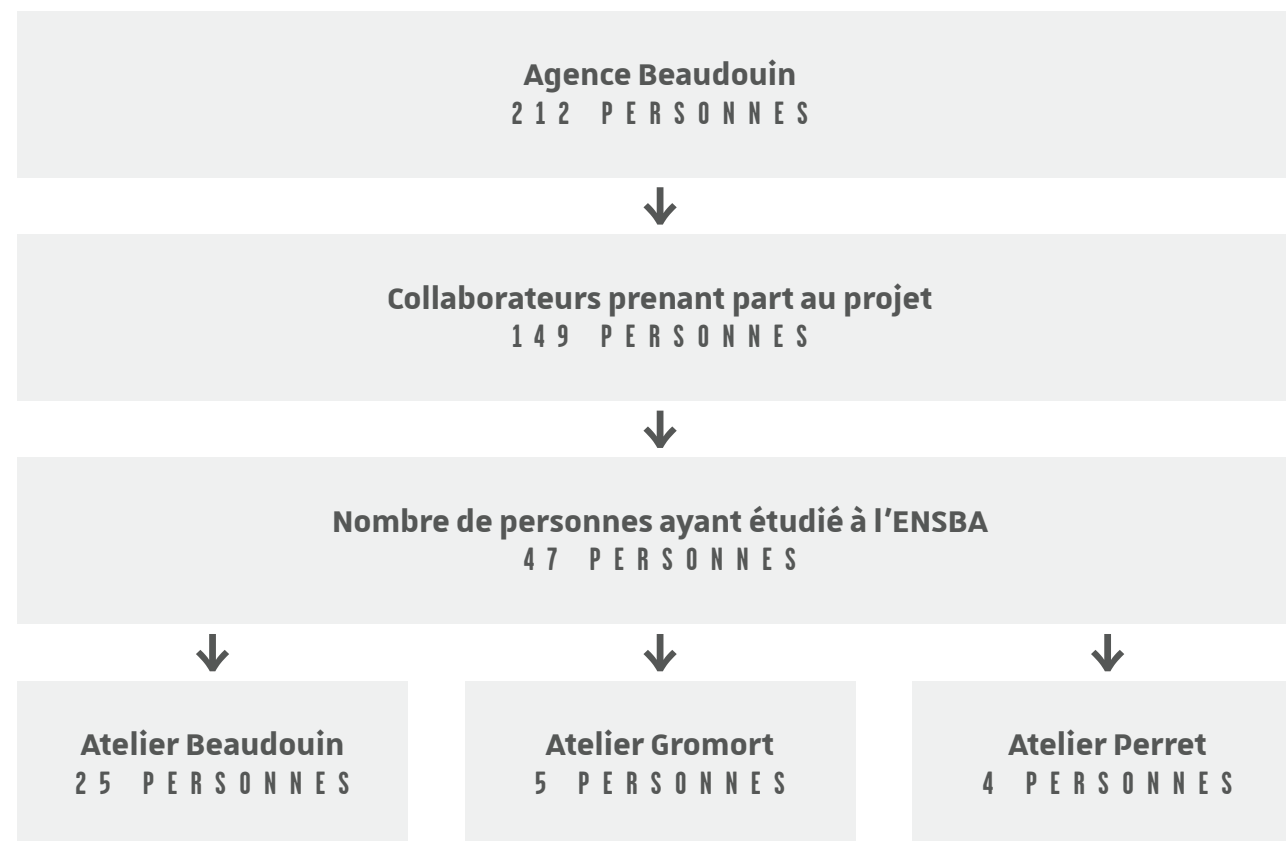 Agence Beaudouin
212 PERSONNES
Collaborateurs prenant part au projet
149 PERSONNES
Nombre de personnes ayant étudié à l’ENSBA
47 PERSONNES
Atelier Beaudouin
25 PERSONNES
Atelier Gromort
5 PERSONNES
Atelier Perret
4 PERSONNES